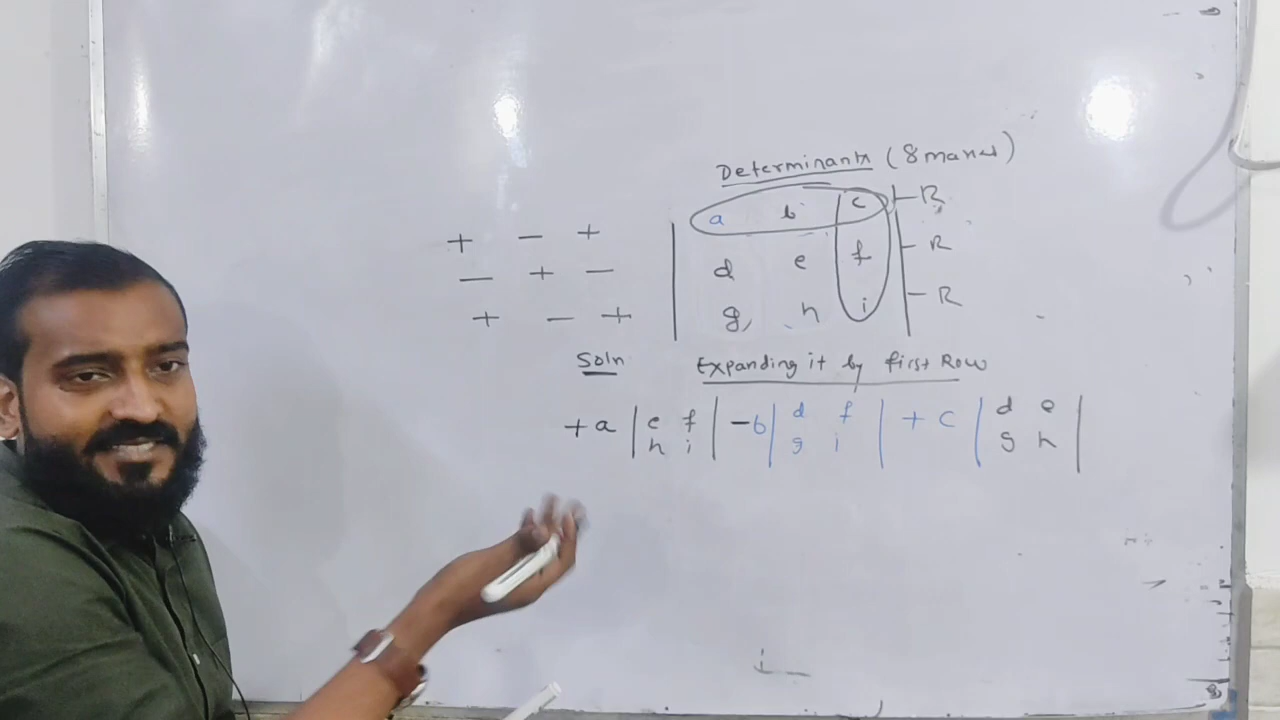 Determinants (8 marks)
+ − + | a b c | − R
− + − | d e f | − R
+ − + | g, h i | − R
Soln Expanding it by first Row
+ a | e f | − b | d f | + c | d e |
| h i | | g i | | g h |